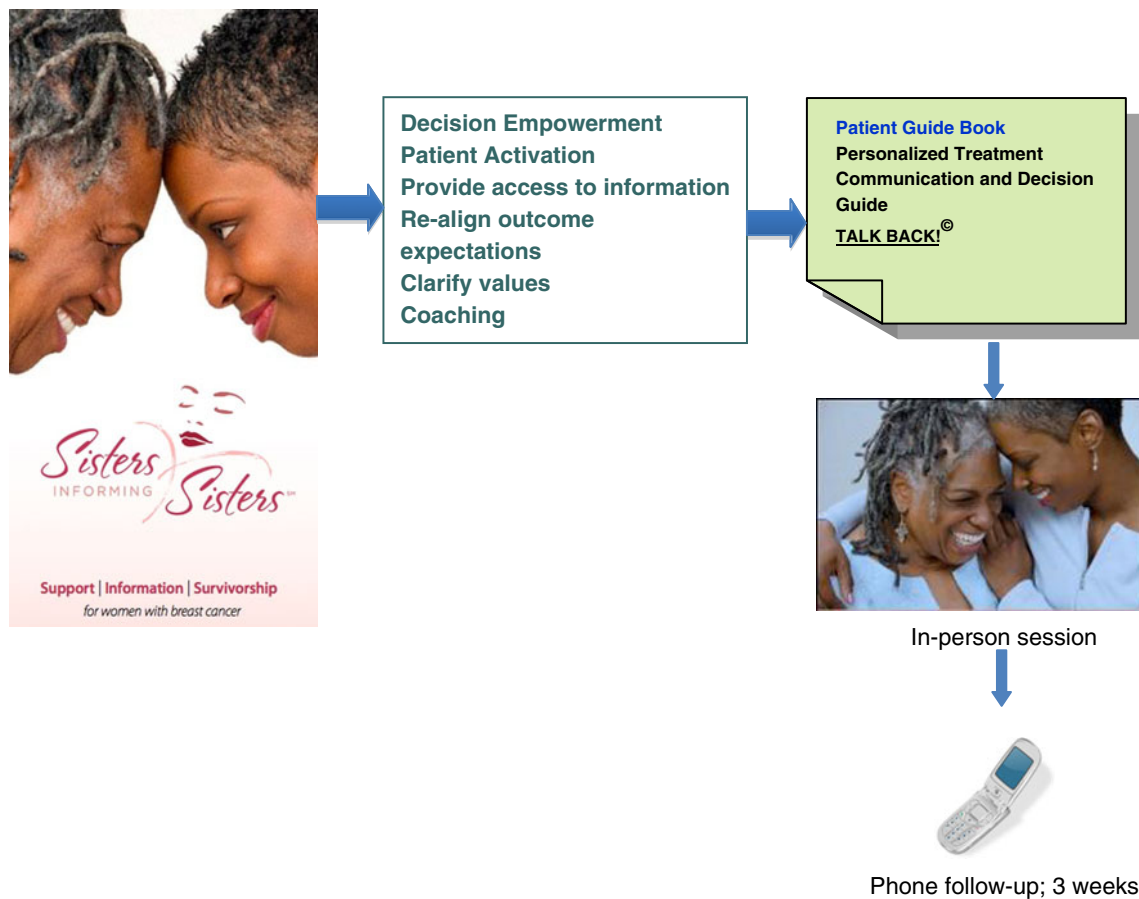 Sisters
INFORMING
Sisters℠
Support | Information | Survivorship
for women with breast cancer
Decision Empowerment
Patient Activation
Provide access to information
Re-align outcome
expectations
Clarify values
Coaching
Patient Guide Book
Personalized Treatment
Communication and Decision
Guide
TALK BACK!©
In-person session
Phone follow-up; 3 weeks